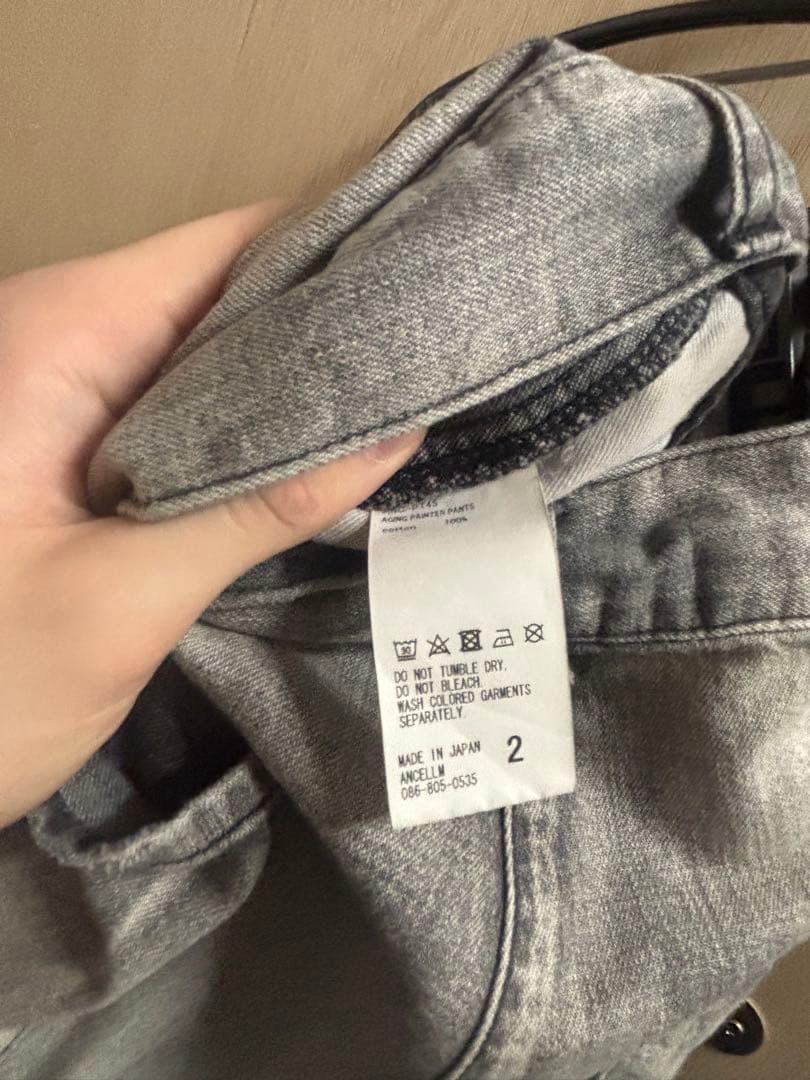 AGING PAINTER PANTS
cotton 100%
30
DO NOT TUMBLE DRY.
DO NOT BLEACH.
WASH COLORED GARMENTS
SEPARATELY.
MADE IN JAPAN
ANCELLM
086-805-0535
2